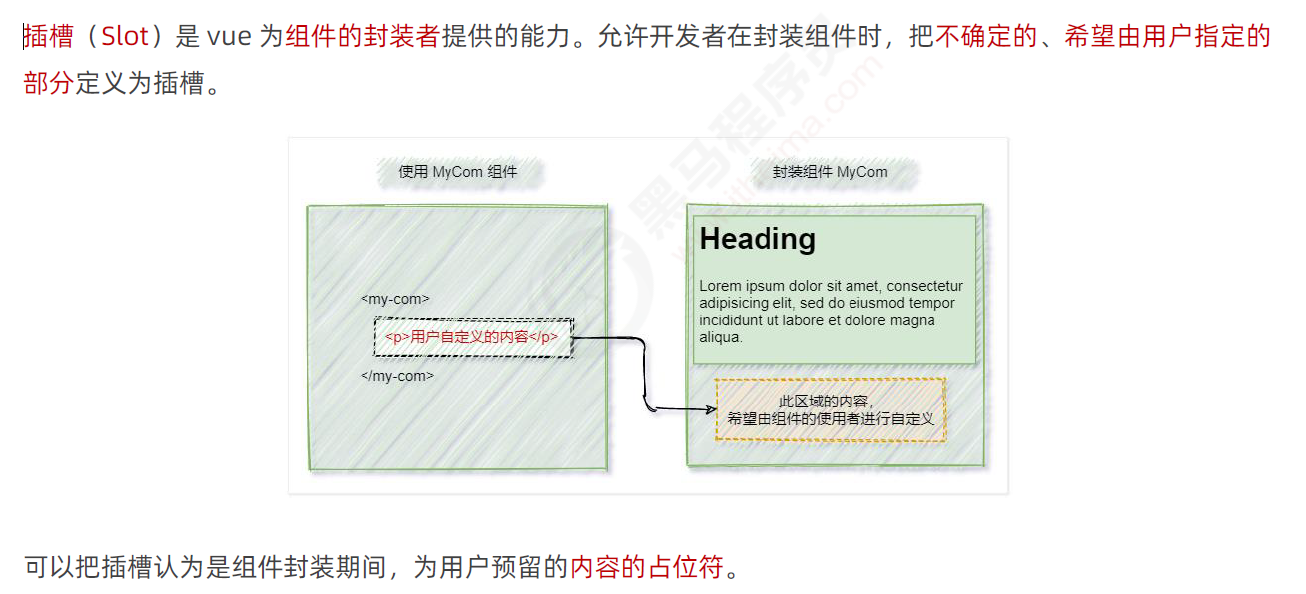 插槽（Slot）是 vue 为组件的封装者提供的能力。允许开发者在封装组件时，把不确定的、希望由用户指定的
部分定义为插槽。
使用 MyCom 组件
<my-com>
<p>用户自定义的内容</p>
</my-com>
封装组件 MyCom
Heading
Lorem ipsum dolor sit amet, consectetur
adipisicing elit, sed do eiusmod tempor
incididunt ut labore et dolore magna
aliqua.
此区域的内容，
希望由组件的使用者进行自定义
黑马程序员
可以把插槽认为是组件封装期间，为用户预留的内容的占位符。